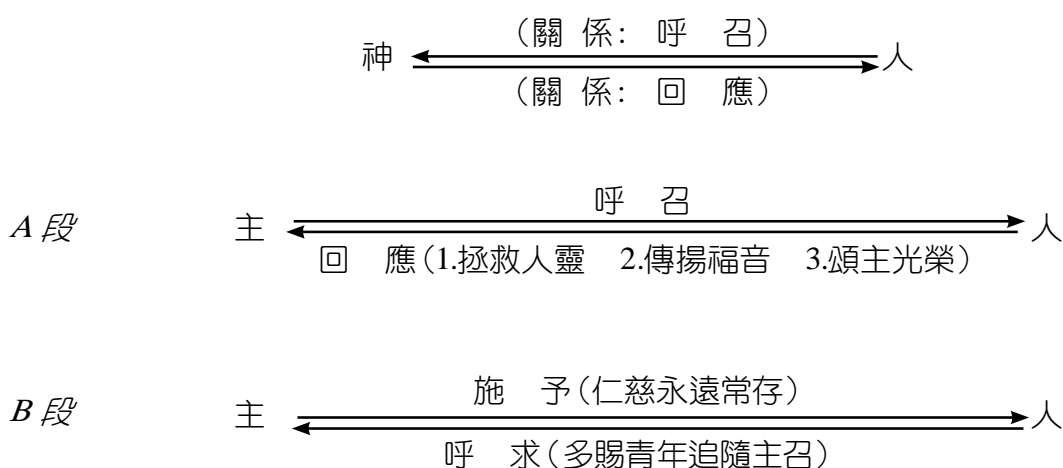 (關 係: 呼 召)
神 人
(關 係: 回 應)
呼 召
A 段 主 人
回 應(1.拯救人靈 2.傳揚福音 3.頌主光榮)
施 予(仁慈永遠常存)
B 段 主 人
呼 求(多賜青年追隨主召)